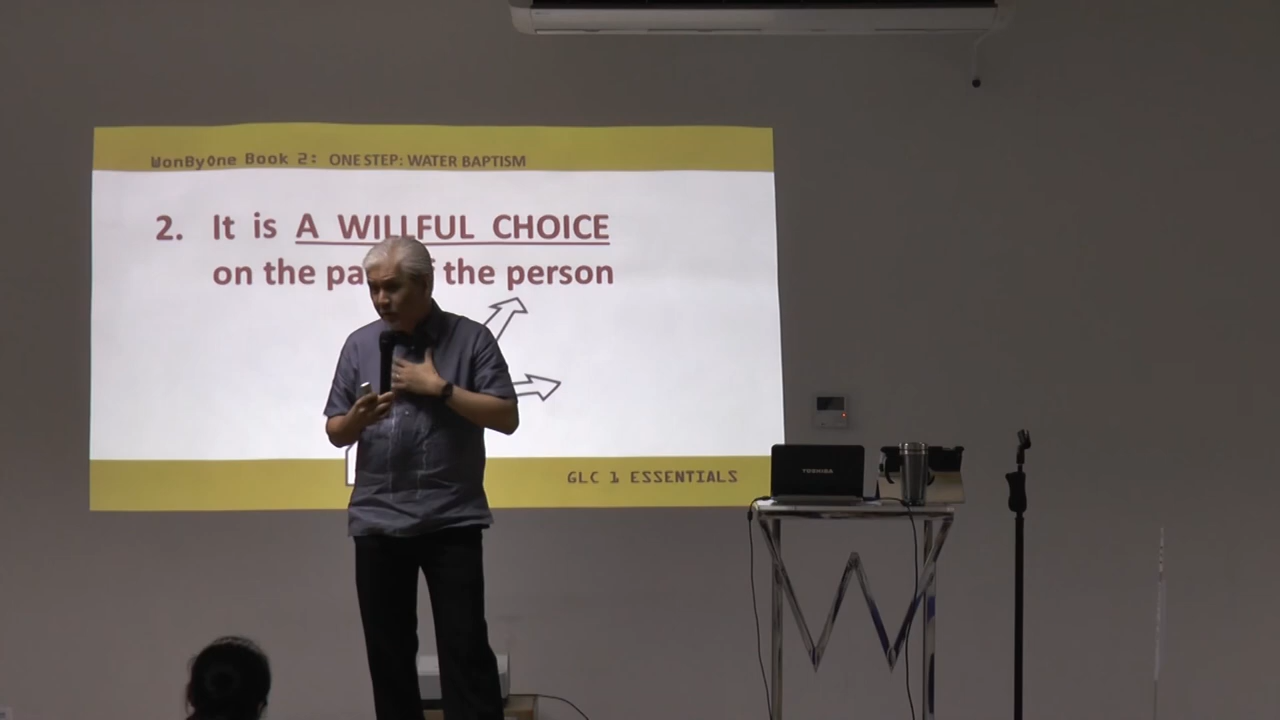 WonByOne Book 2: ONE STEP: WATER BAPTISM
2. It is A WILLFUL CHOICE
on the pa the person
GLC 1 ESSENTIALS
TOSHIBA